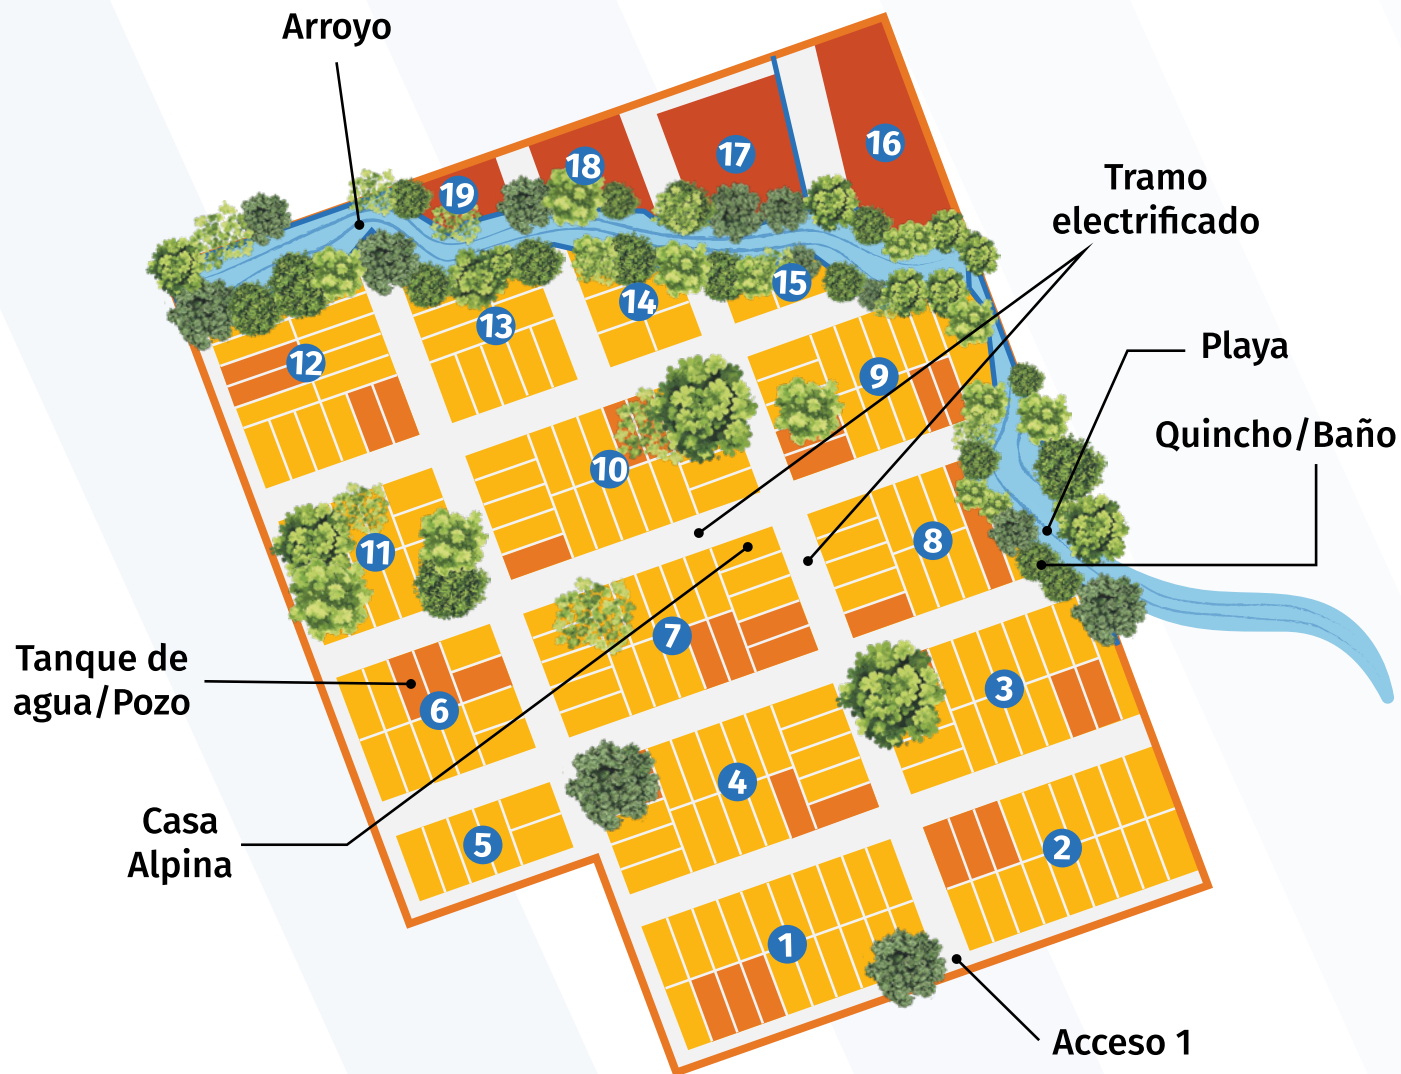 Arroyo
16
17
18
19
Tramo
electrificado
15
14
13
12
Playa
9
Quincho/Baño
10
8
11
7
Tanque de
agua/Pozo
6
3
4
Casa
Alpina
5
2
1
Acceso 1